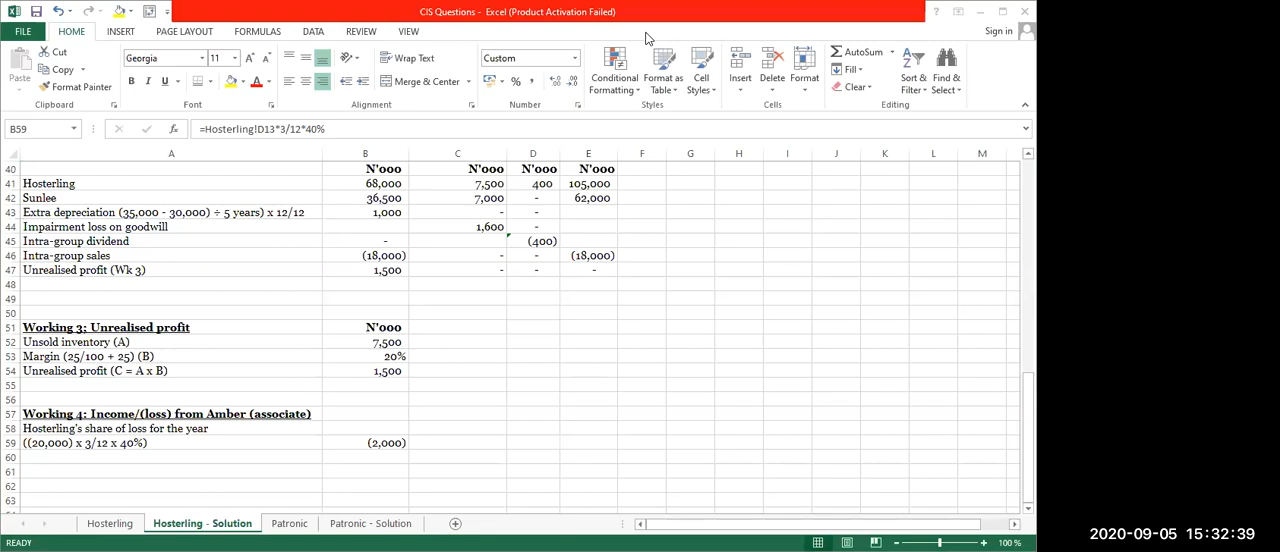 CIS Questions - Excel (Product Activation Failed)
FILE HOME INSERT PAGE LAYOUT FORMULAS DATA REVIEW VIEW Sign in
Paste Cut Copy Format Painter Clipboard
Georgia 11 A A B I U A Font
Wrap Text Merge & Center Alignment
Custom % , Number
Conditional Formatting Format as Table Cell Styles Styles
Insert Delete Format Cells
AutoSum Fill Clear Sort & Filter Find & Select Editing
B59 fx =Hosterling!D13*3/12*40%
A B C D E F G H I J K L M
40 N'000 N'000 N'000 N'000
41 Hosterling 68,000 7,500 400 105,000
42 Sunlee 36,500 7,000 - 62,000
43 Extra depreciation (35,000 - 30,000) ÷ 5 years) x 12/12 1,000 - -
44 Impairment loss on goodwill 1,600 -
45 Intra-group dividend - (400)
46 Intra-group sales (18,000) - - (18,000)
47 Unrealised profit (Wk 3) 1,500 - - -
48
49
50
51 Working 3; Unrealised profit N'000
52 Unsold inventory (A) 7,500
53 Margin (25/100 + 25) (B) 20%
54 Unrealised profit (C = A x B) 1,500
55
56
57 Working 4; Income/(loss) from Amber (associate)
58 Hosterling's share of loss for the year
59 ((20,000) x 3/12 x 40%) (2,000)
60
61
62
63
Hosterling Hosterling - Solution Patronic Patronic - Solution
READY 100 %
2020-09-05 15:32:39